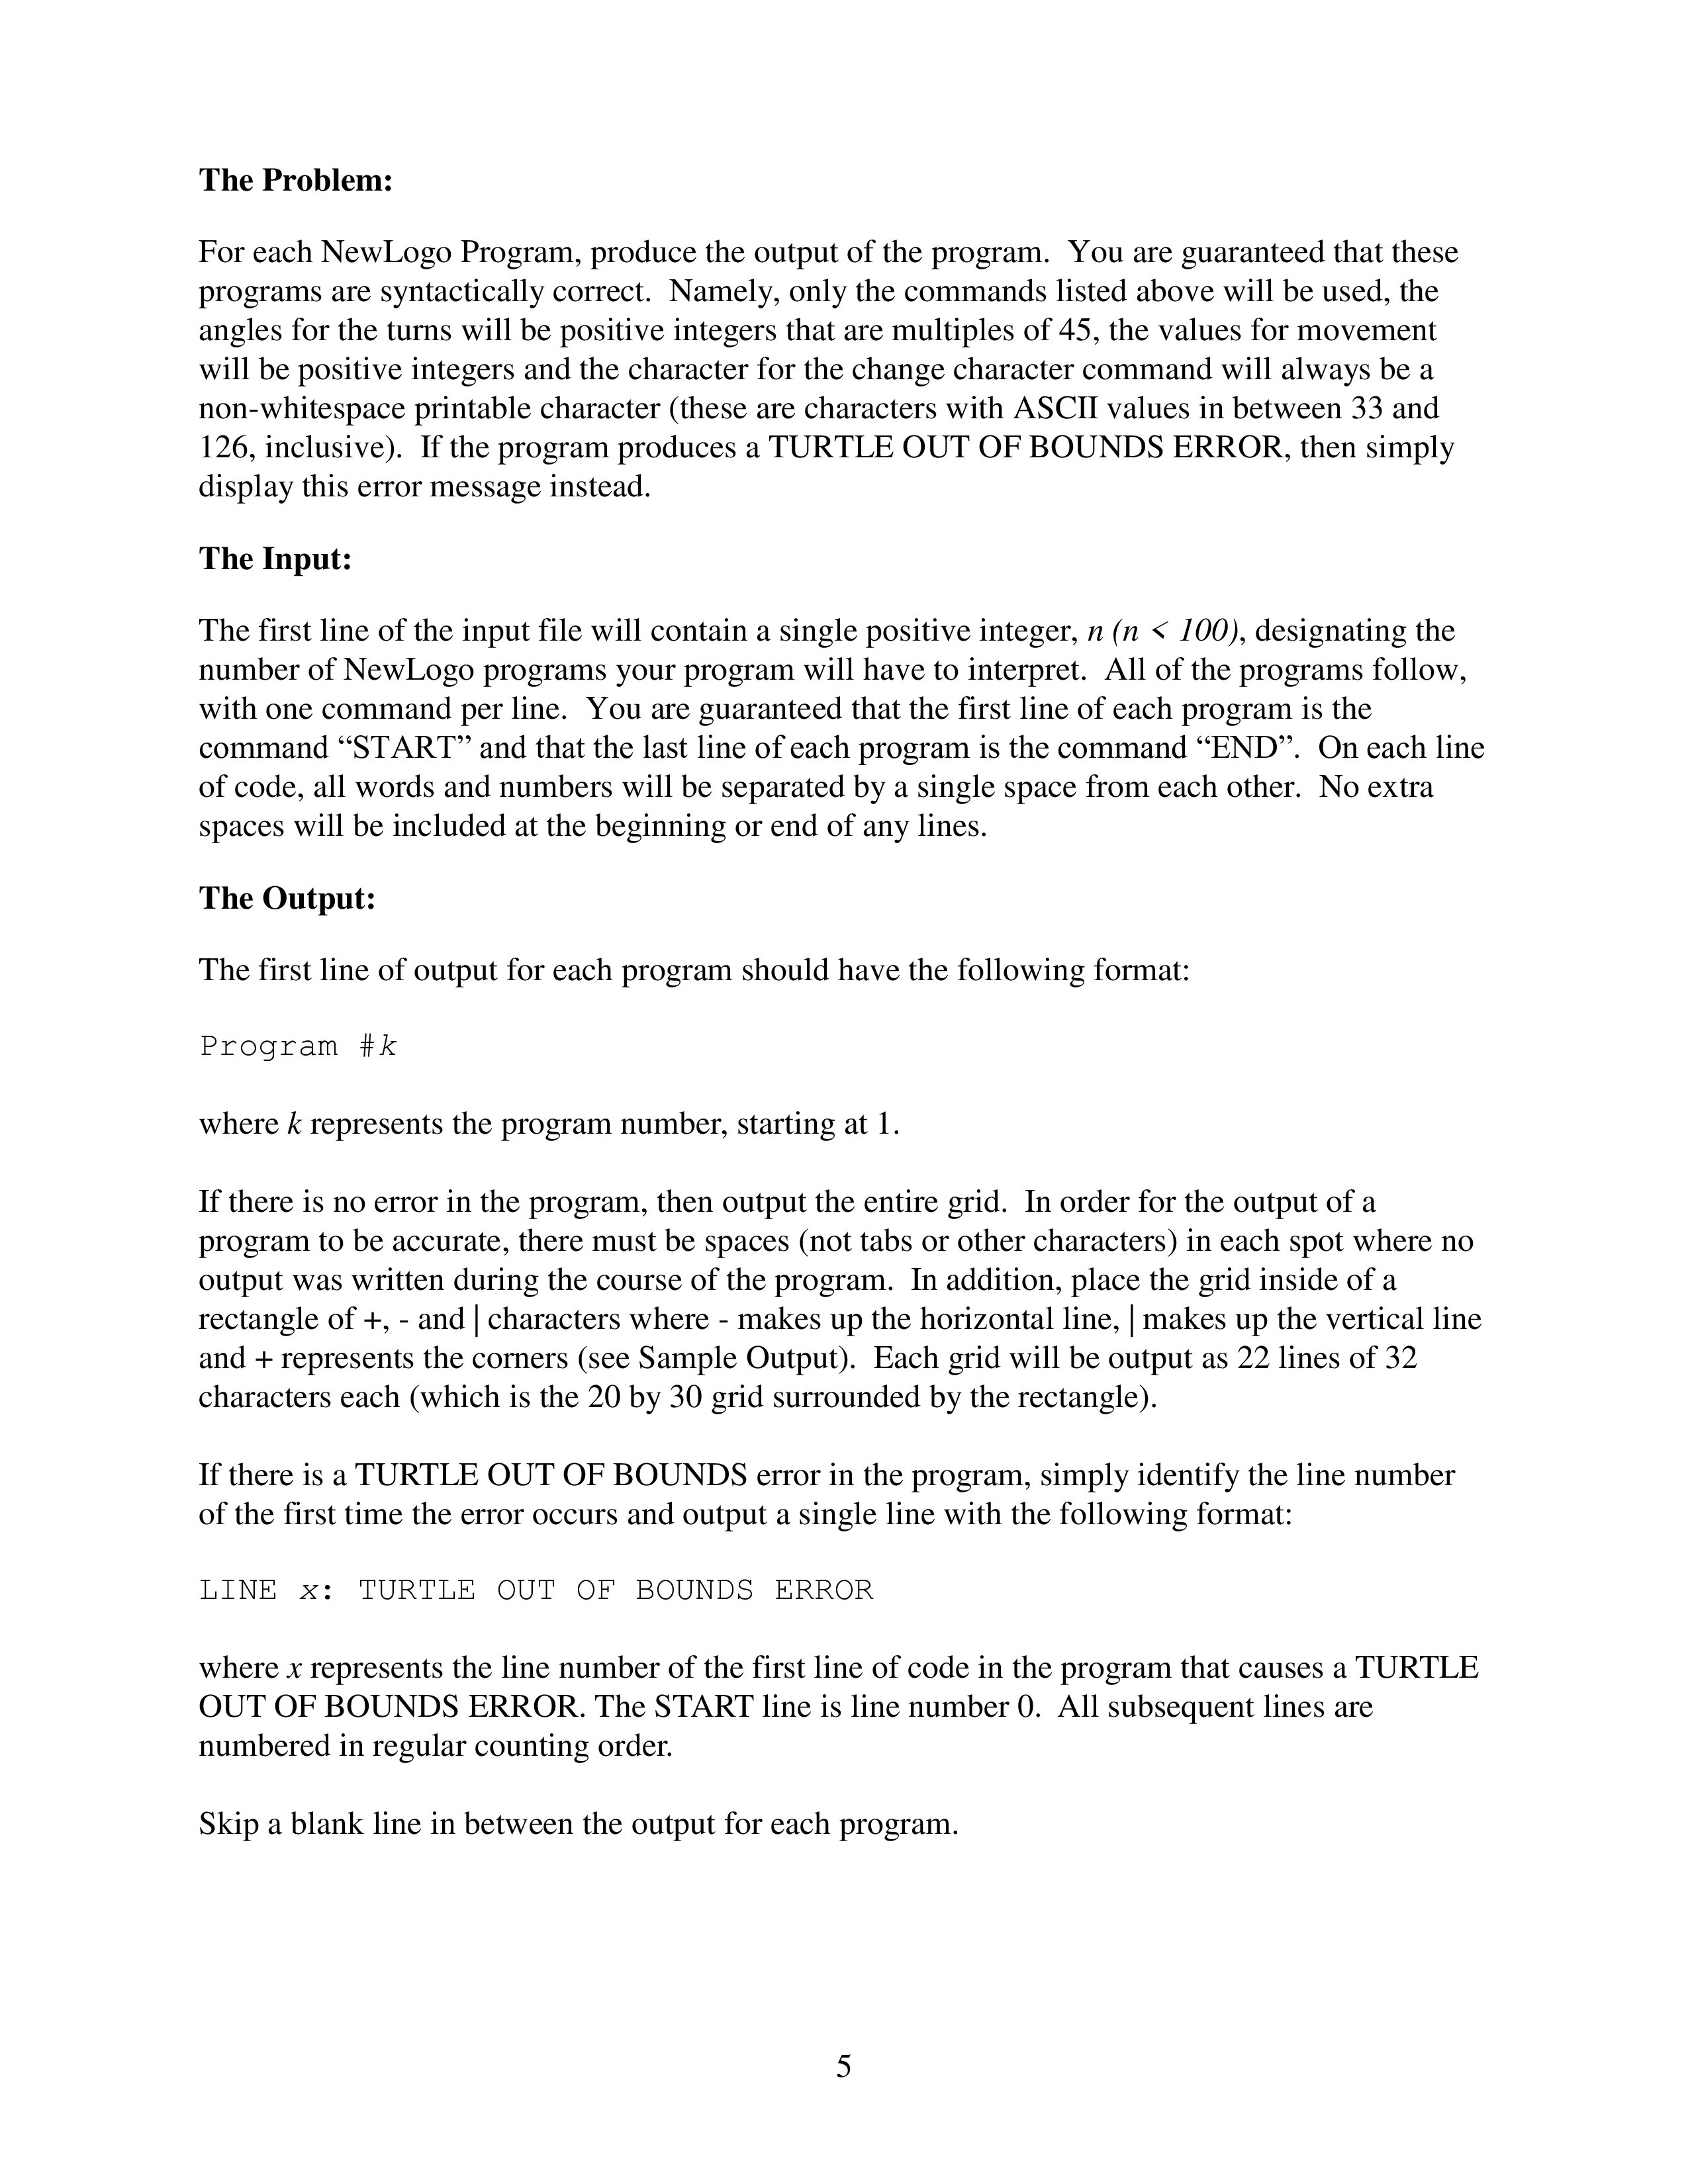 The Problem:
For each NewLogo Program, produce the output of the program.  You are guaranteed that these
programs are syntactically correct.  Namely, only the commands listed above will be used, the
angles for the turns will be positive integers that are multiples of 45, the values for movement
will be positive integers and the character for the change character command will always be a
non-whitespace printable character (these are characters with ASCII values in between 33 and
126, inclusive).  If the program produces a TURTLE OUT OF BOUNDS ERROR, then simply
display this error message instead.
The Input:
The first line of the input file will contain a single positive integer, n (n < 100), designating the
number of NewLogo programs your program will have to interpret.  All of the programs follow,
with one command per line.  You are guaranteed that the first line of each program is the
command “START” and that the last line of each program is the command “END”.  On each line
of code, all words and numbers will be separated by a single space from each other.  No extra
spaces will be included at the beginning or end of any lines.
The Output:
The first line of output for each program should have the following format:
Program #k
where k represents the program number, starting at 1.
If there is no error in the program, then output the entire grid.  In order for the output of a
program to be accurate, there must be spaces (not tabs or other characters) in each spot where no
output was written during the course of the program.  In addition, place the grid inside of a
rectangle of +, - and | characters where - makes up the horizontal line, | makes up the vertical line
and + represents the corners (see Sample Output).  Each grid will be output as 22 lines of 32
characters each (which is the 20 by 30 grid surrounded by the rectangle).
If there is a TURTLE OUT OF BOUNDS error in the program, simply identify the line number
of the first time the error occurs and output a single line with the following format:
LINE x: TURTLE OUT OF BOUNDS ERROR
where x represents the line number of the first line of code in the program that causes a TURTLE
OUT OF BOUNDS ERROR. The START line is line number 0.  All subsequent lines are
numbered in regular counting order.
Skip a blank line in between the output for each program.
5